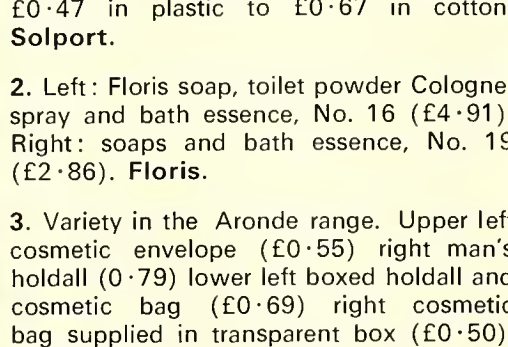 £0·47 in plastic to £0·67 in cotton
Solport.
2. Left: Floris soap, toilet powder Cologne
spray and bath essence, No. 16 (£4·91)
Right: soaps and bath essence, No. 19
(£2·86). Floris.
3. Variety in the Aronde range. Upper left
cosmetic envelope (£0·55) right man's
holdall (0·79) lower left boxed holdall and
cosmetic bag (£0·69) right cosmetic
bag supplied in transparent box (£0·50)